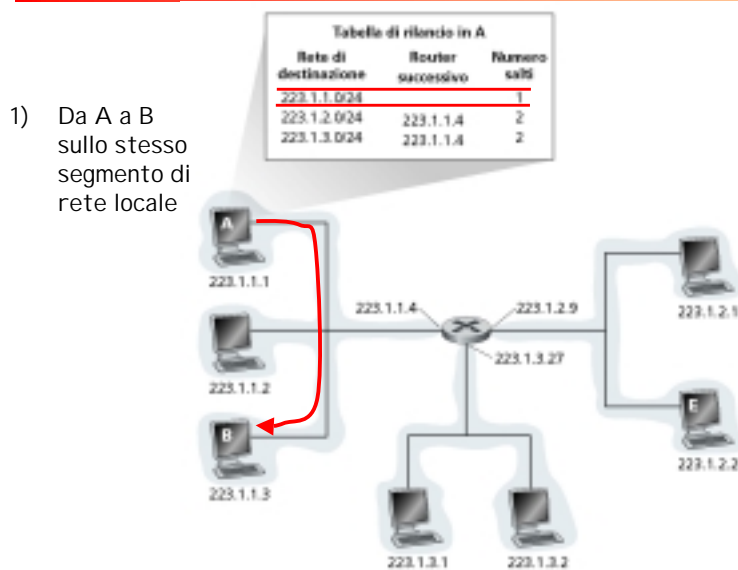 Tabella di rilancio in A
Rete di destinazione Router successivo Numero salti
223.1.1.0/24 1
223.1.2.0/24 223.1.1.4 2
223.1.3.0/24 223.1.1.4 2
1) Da A a B
sullo stesso
segmento di
rete locale
A
223.1.1.1
223.1.1.2
B
223.1.1.3
223.1.1.4
223.1.2.9
223.1.3.27
223.1.2.1
E
223.1.2.2
223.1.3.1
223.1.3.2